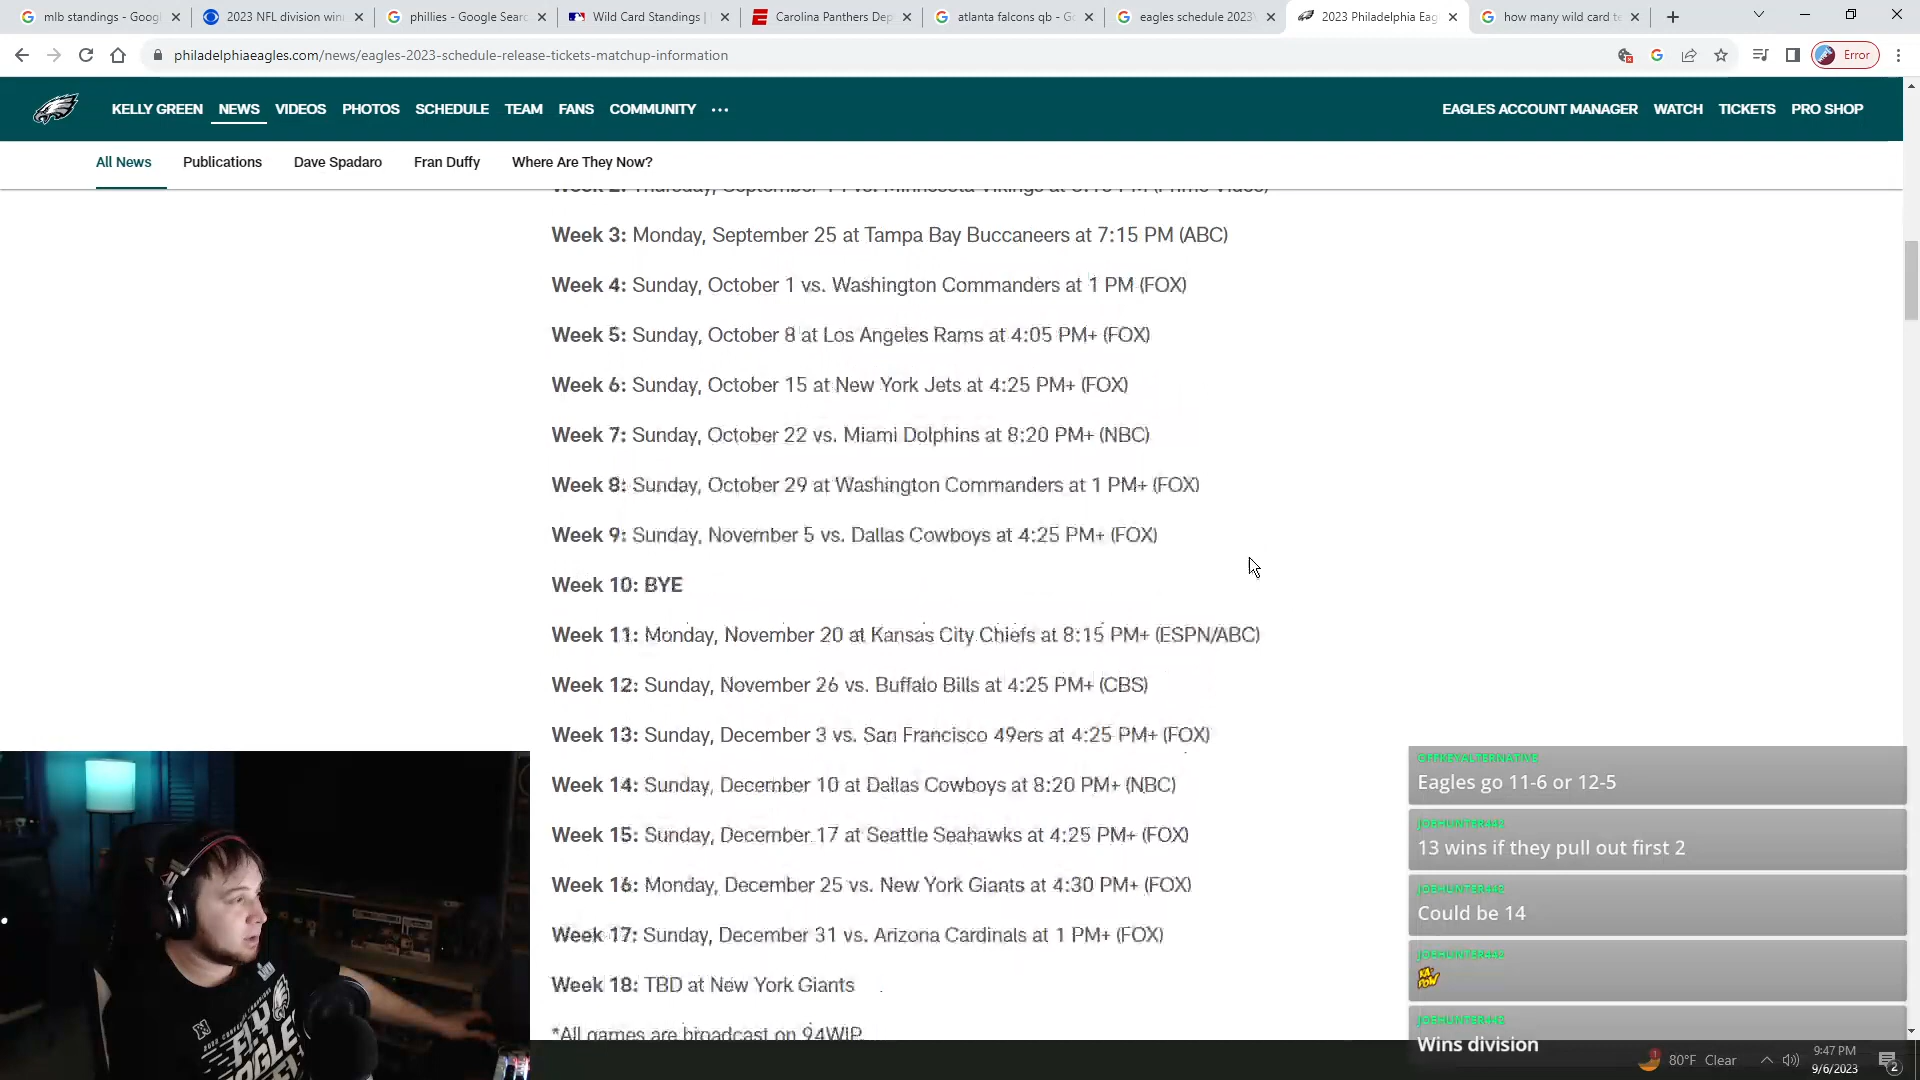 mlb standings - Googl
2023 NFL division winn
phillies - Google Searc
Wild Card Standings |
Carolina Panthers Dep
atlanta falcons qb - Go
eagles schedule 2023
2023 Philadelphia Eag
how many wild card te
philadelphiaeagles.com/news/eagles-2023-schedule-release-tickets-matchup-information
Error
KELLY GREEN NEWS VIDEOS PHOTOS SCHEDULE TEAM FANS COMMUNITY ...
EAGLES ACCOUNT MANAGER WATCH TICKETS PRO SHOP
All News Publications Dave Spadaro Fran Duffy Where Are They Now?
Week 3: Monday, September 25 at Tampa Bay Buccaneers at 7:15 PM (ABC)
Week 4: Sunday, October 1 vs. Washington Commanders at 1 PM (FOX)
Week 5: Sunday, October 8 at Los Angeles Rams at 4:05 PM+ (FOX)
Week 6: Sunday, October 15 at New York Jets at 4:25 PM+ (FOX)
Week 7: Sunday, October 22 vs. Miami Dolphins at 8:20 PM+ (NBC)
Week 8: Sunday, October 29 at Washington Commanders at 1 PM+ (FOX)
Week 9: Sunday, November 5 vs. Dallas Cowboys at 4:25 PM+ (FOX)
Week 10: BYE
Week 11: Monday, November 20 at Kansas City Chiefs at 8:15 PM+ (ESPN/ABC)
Week 12: Sunday, November 26 vs. Buffalo Bills at 4:25 PM+ (CBS)
Week 13: Sunday, December 3 vs. San Francisco 49ers at 4:25 PM+ (FOX)
Week 14: Sunday, December 10 at Dallas Cowboys at 8:20 PM+ (NBC)
Week 15: Sunday, December 17 at Seattle Seahawks at 4:25 PM+ (FOX)
Week 16: Monday, December 25 vs. New York Giants at 4:30 PM+ (FOX)
Week 17: Sunday, December 31 vs. Arizona Cardinals at 1 PM+ (FOX)
Week 18: TBD at New York Giants
*All games are broadcast on 94WIP.
OFFKEYALTERNATIVE
Eagles go 11-6 or 12-5
13 wins if they pull out first 2
Could be 14
KA-POW
Wins division
FLY
EAGLES
80°F Clear
9:47 PM
9/6/2023
2